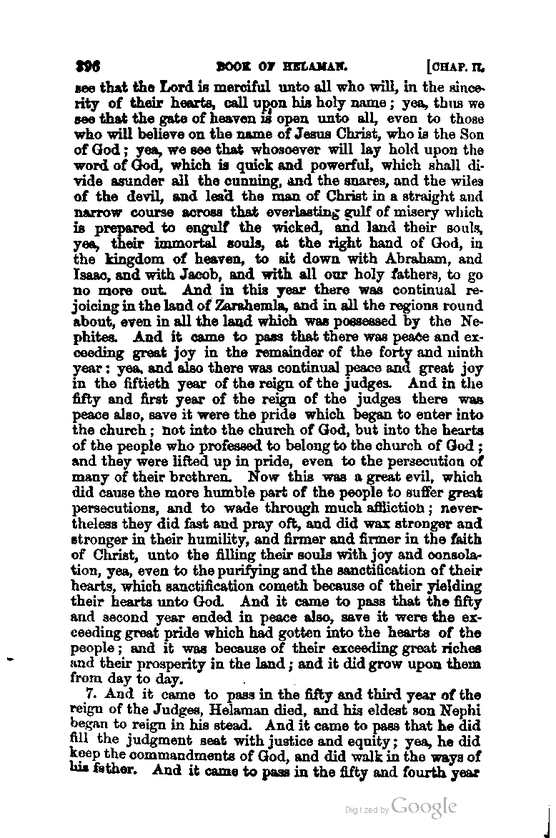 396 BOOK OF HELAMAN. [CHAP. II.
see that the Lord is merciful unto all who will, in the since-
rity of their hearts, call upon his holy name; yea, thus we
see that the gate of heaven is open unto all, even to those
who will believe on the name of Jesus Christ, who is the Son
of God; yea, we see that whosoever will lay hold upon the
word of God, which is quick and powerful, which shall di-
vide asunder all the cunning, and the snares, and the wiles
of the devil, and lead the man of Christ in a straight and
narrow course across that everlasting gulf of misery which
is prepared to engulf the wicked, and land their souls,
yea, their immortal souls, at the right hand of God, in
the kingdom of heaven, to sit down with Abraham, and
Isaac, and with Jacob, and with all our holy fathers, to go
no more out. And in this year there was continual re-
joicing in the land of Zarahemla, and in all the regions round
about, even in all the land which was possessed by the Ne-
phites. And it came to pass that there was peace and ex-
ceeding great joy in the remainder of the forty and ninth
year: yea, and also there was continual peace and great joy
in the fiftieth year of the reign of the judges. And in the
fifty and first year of the reign of the judges there was
peace also, save it were the pride which began to enter into
the church; not into the church of God, but into the hearts
of the people who professed to belong to the church of God;
and they were lifted up in pride, even to the persecution of
many of their brethren. Now this was a great evil, which
did cause the more humble part of the people to suffer great
persecutions, and to wade through much affliction; never-
theless they did fast and pray oft, and did wax stronger and
stronger in their humility, and firmer and firmer in the faith
of Christ, unto the filling their souls with joy and consola-
tion, yea, even to the purifying and the sanctification of their
hearts, which sanctification cometh because of their yielding
their hearts unto God. And it came to pass that the fifty
and second year ended in peace also, save it were the ex-
ceeding great pride which had gotten into the hearts of the
people; and it was because of their exceeding great riches
and their prosperity in the land; and it did grow upon them
from day to day.
7. And it came to pass in the fifty and third year of the
reign of the Judges, Helaman died, and his eldest son Nephi
began to reign in his stead. And it came to pass that he did
fill the judgment seat with justice and equity; yea, he did
keep the commandments of God, and did walk in the ways of
his father. And it came to pass in the fifty and fourth year
Digitized by Google